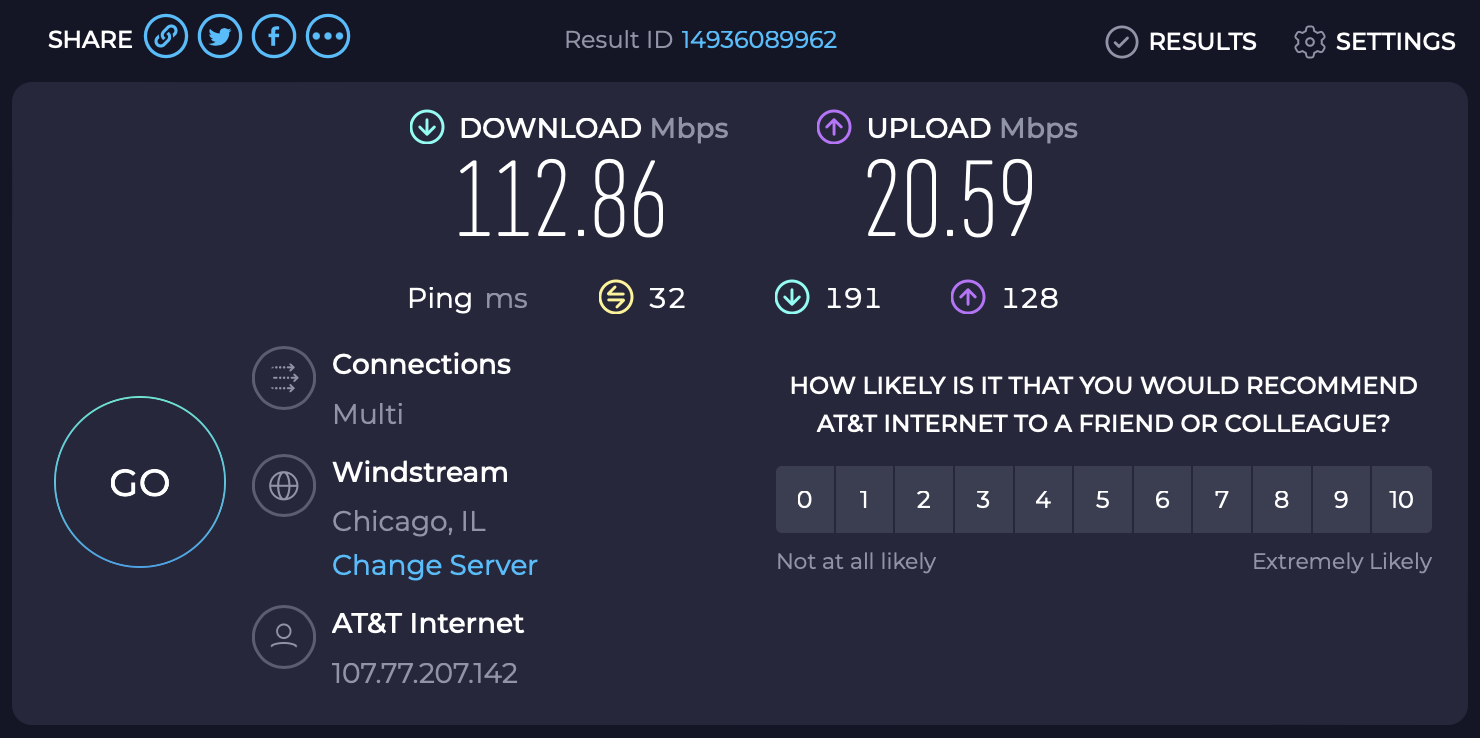 SHARE
Result ID 14936089962
RESULTS
SETTINGS
DOWNLOAD Mbps
112.86
UPLOAD Mbps
20.59
Ping ms 32 191 128
GO
Connections
Multi
Windstream
Chicago, IL
Change Server
AT&T Internet
107.77.207.142
HOW LIKELY IS IT THAT YOU WOULD RECOMMEND
AT&T INTERNET TO A FRIEND OR COLLEAGUE?
0 1 2 3 4 5 6 7 8 9 10
Not at all likely
Extremely Likely